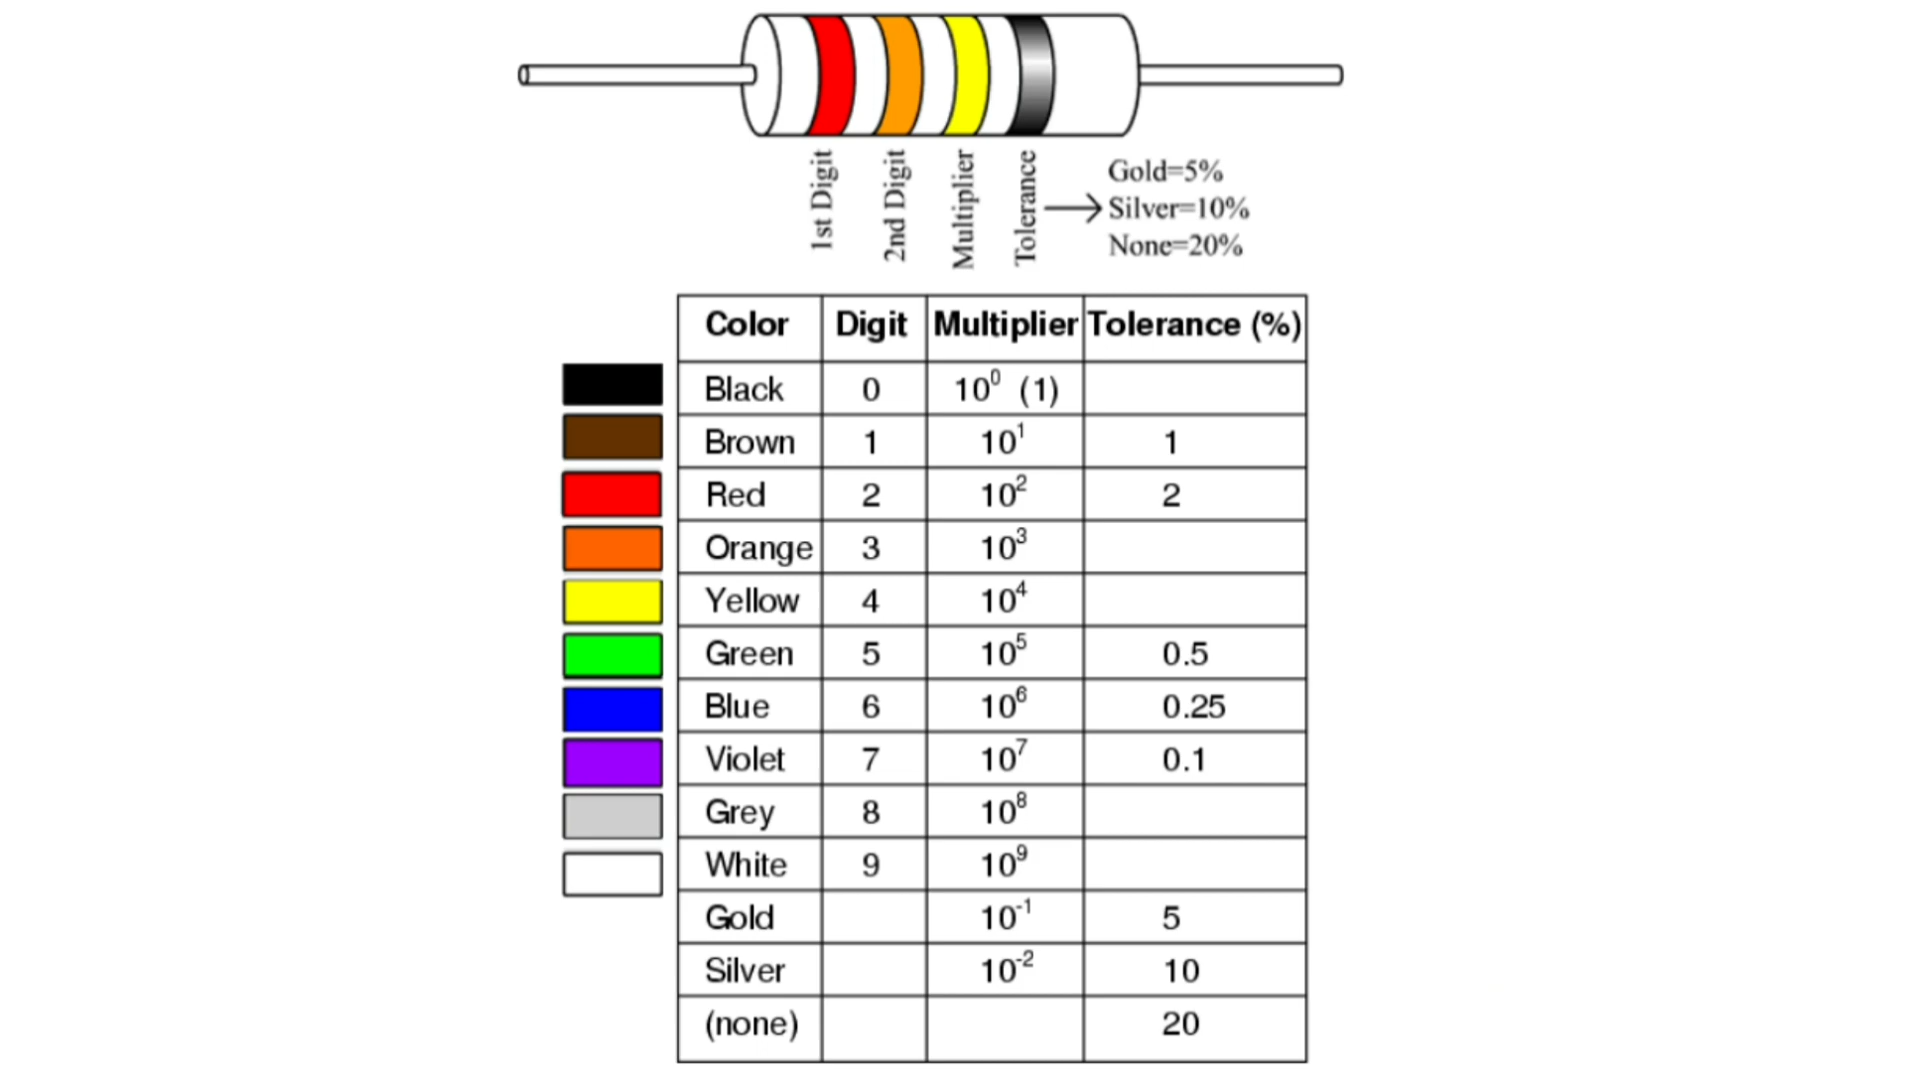 1st Digit
2nd Digit
Multiplier
Tolerance
Gold=5%
Silver=10%
None=20%
Color Digit Multiplier Tolerance (%)
Black 0 10⁰ (1)
Brown 1 10¹ 1
Red 2 10² 2
Orange 3 10³
Yellow 4 10⁴
Green 5 10⁵ 0.5
Blue 6 10⁶ 0.25
Violet 7 10⁷ 0.1
Grey 8 10⁸
White 9 10⁹
Gold 10⁻¹ 5
Silver 10⁻² 10
(none) 20